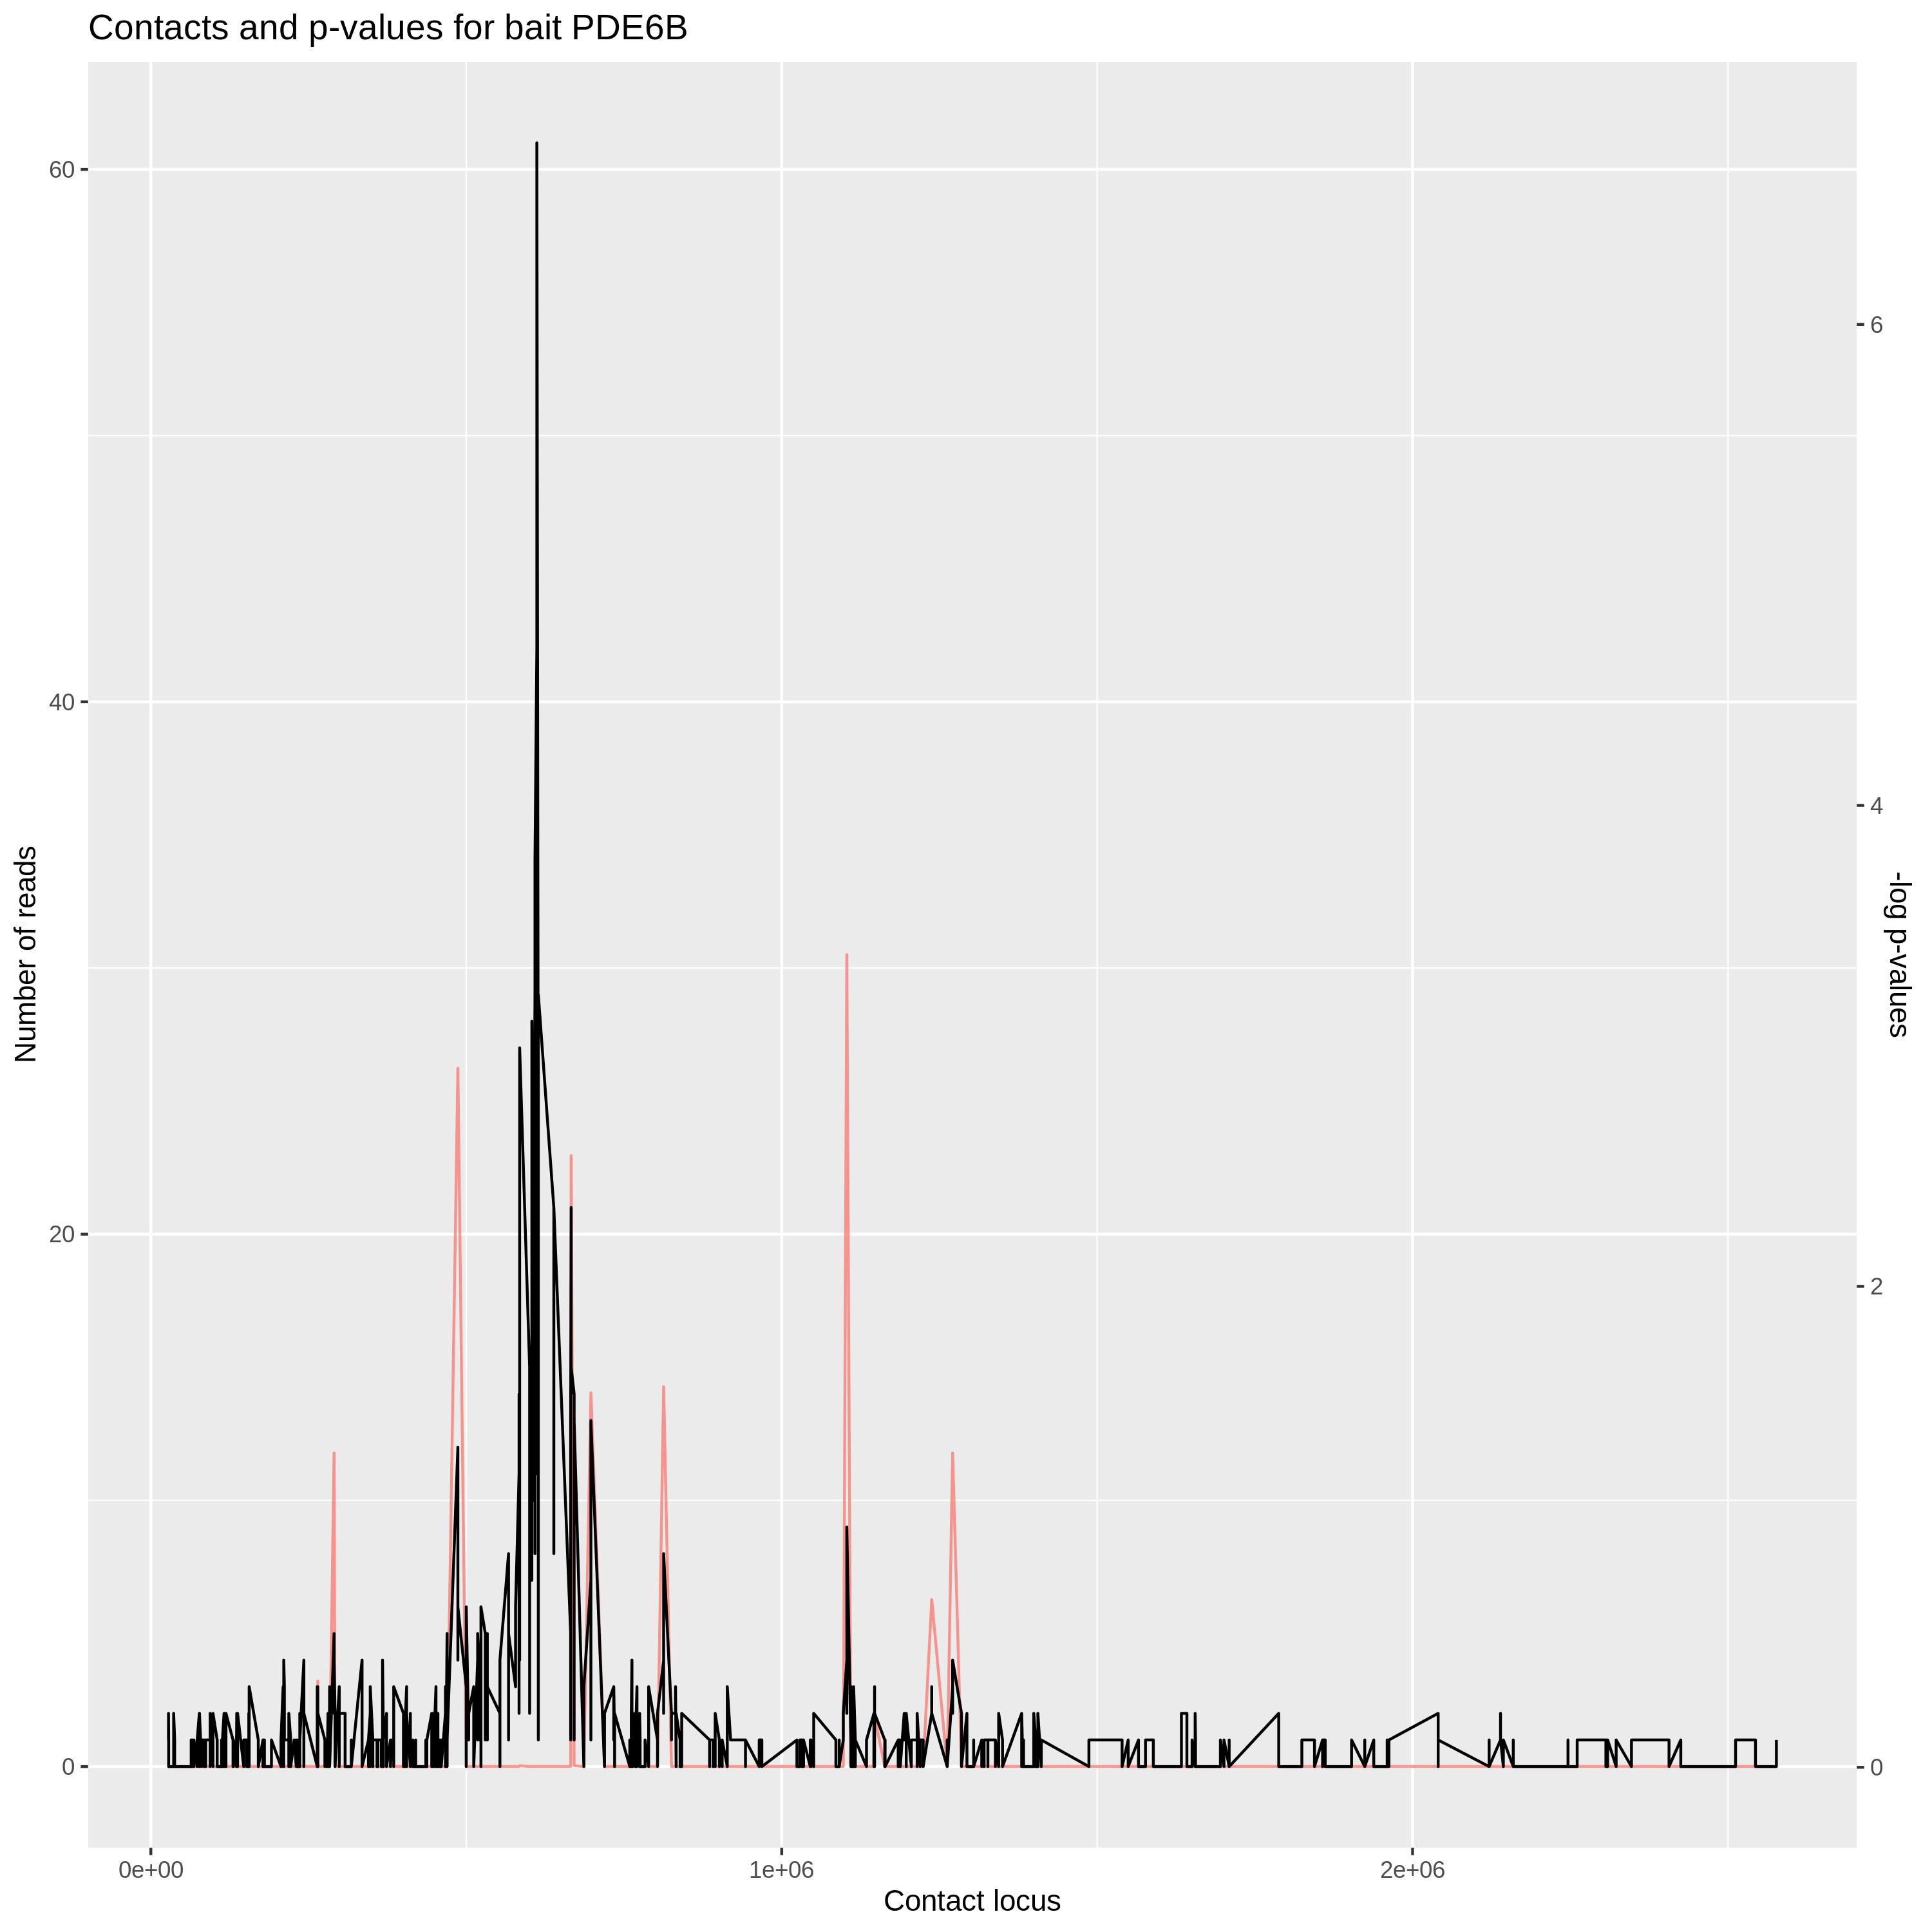 Contacts and p-values for bait PDE6B
60
40
20
0
Number of reads
6
4
2
0
-log p-values
0e+00
1e+06
2e+06
Contact locus